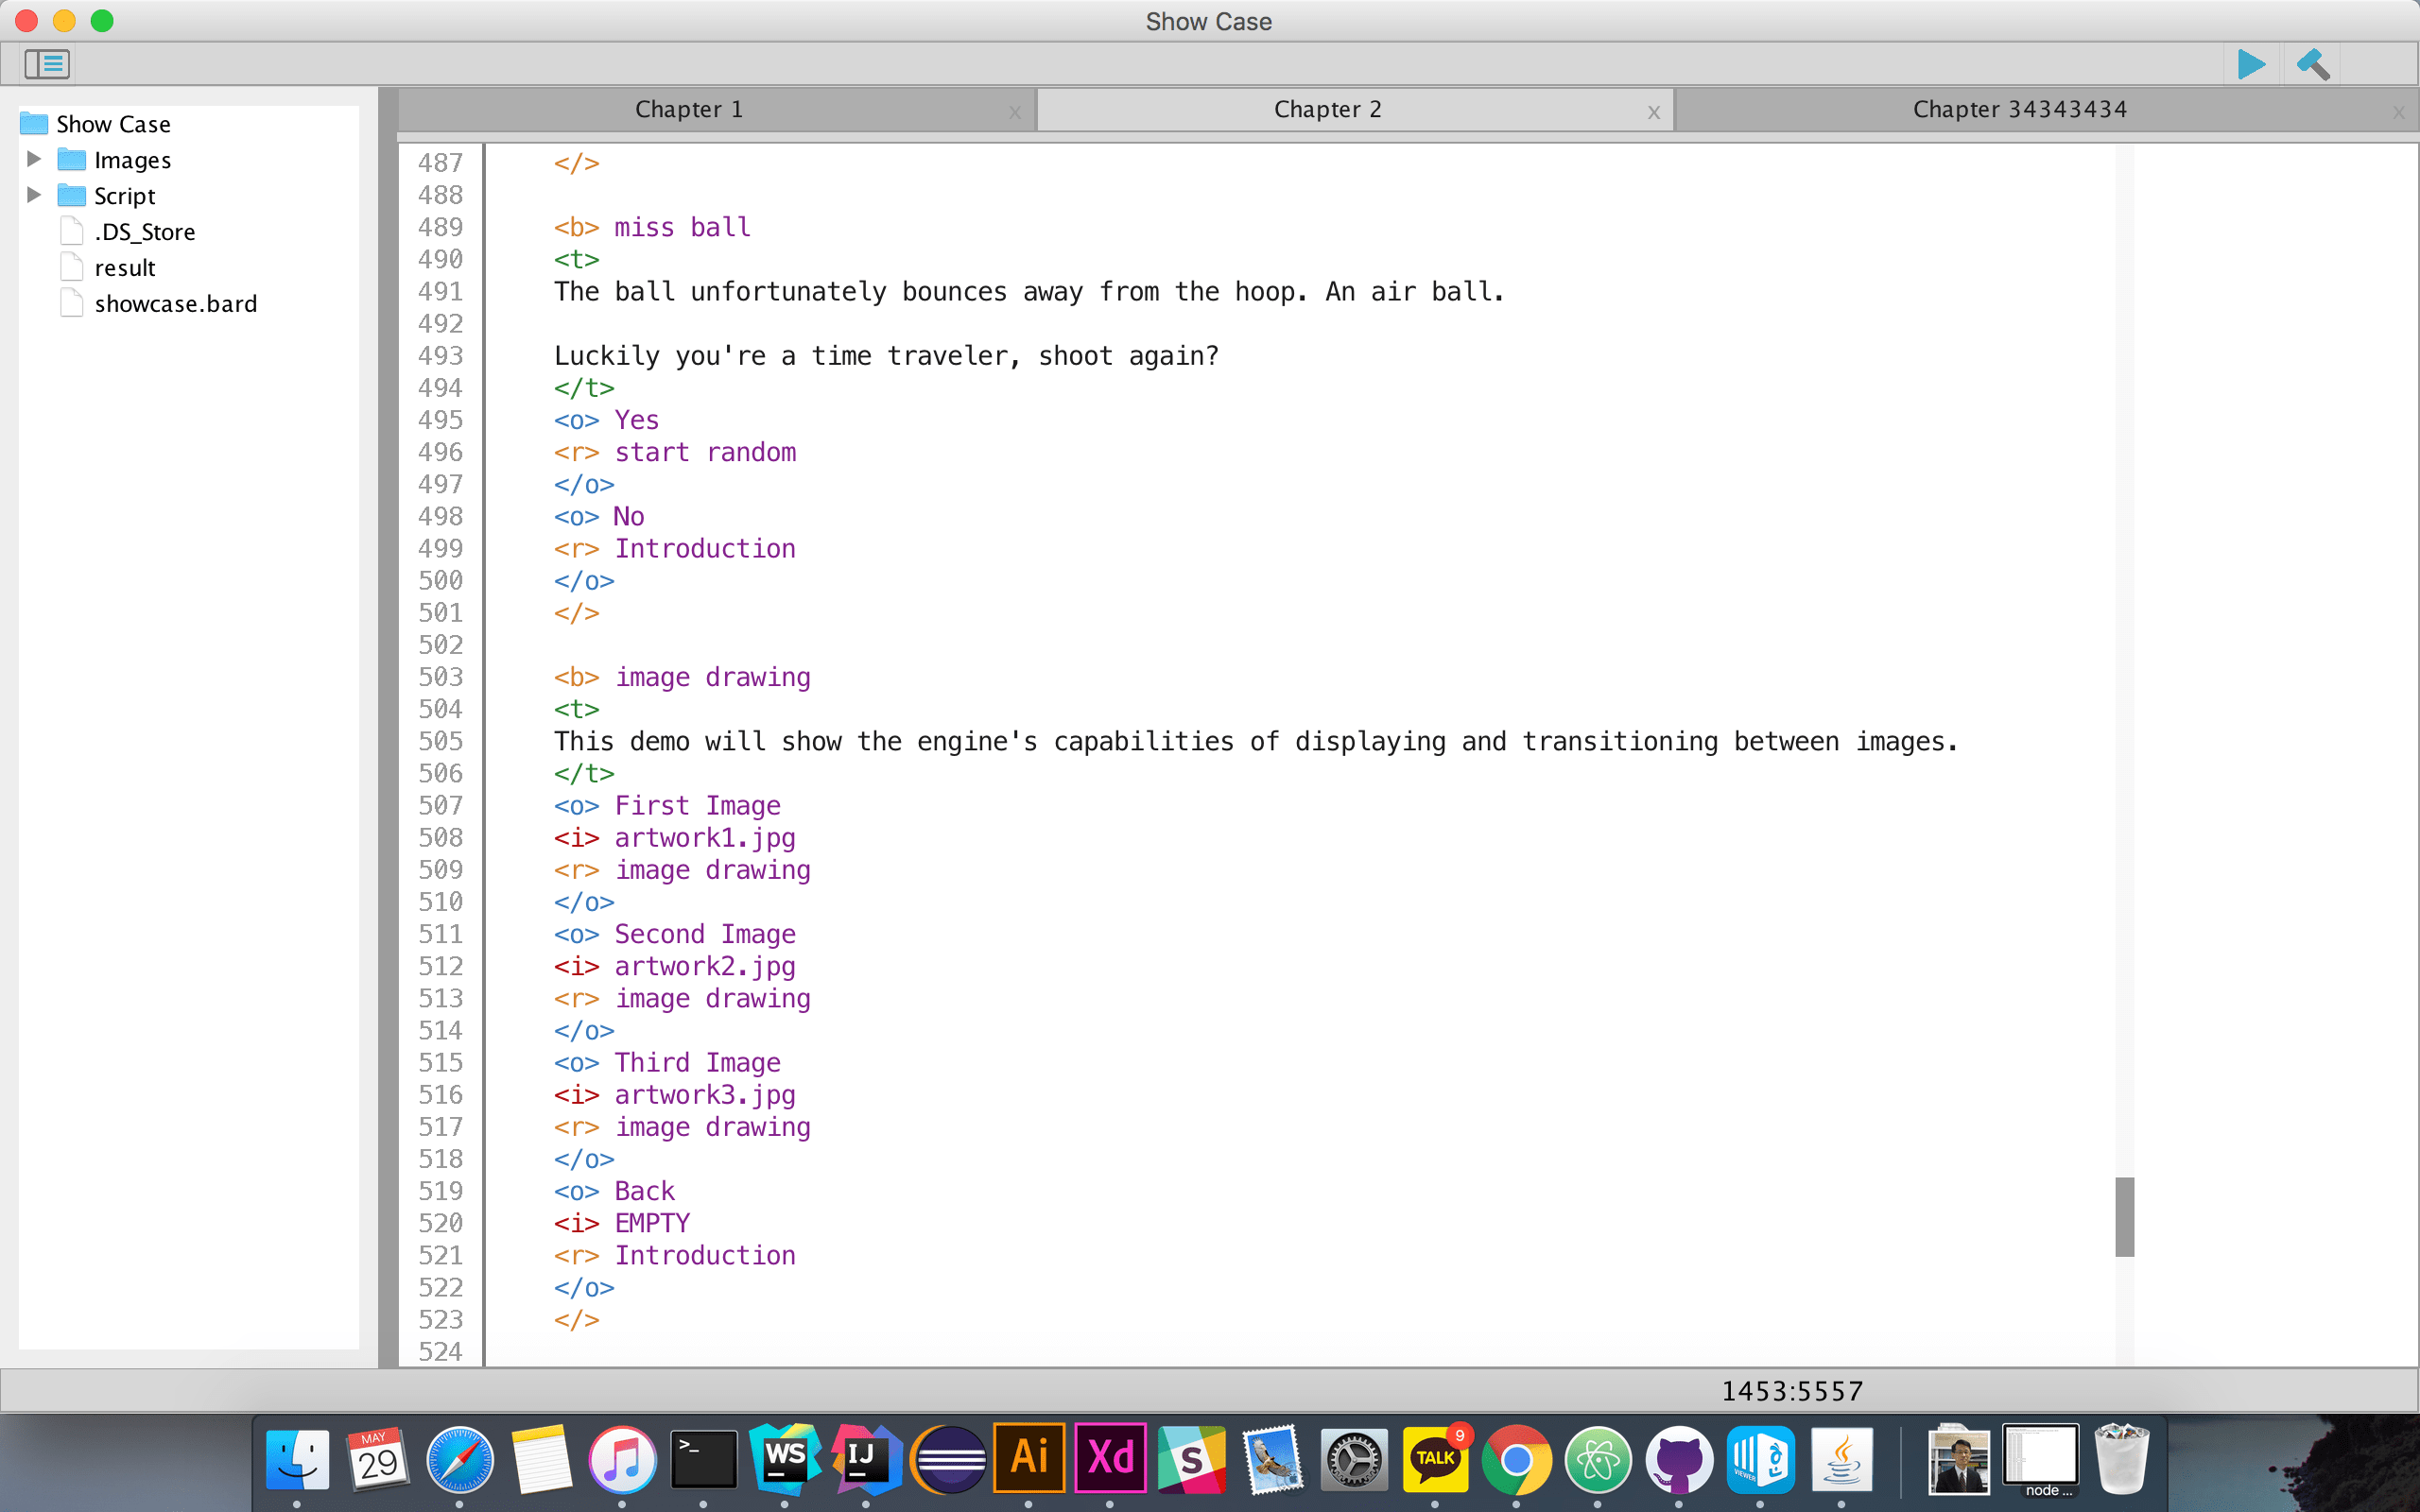 Show Case
Chapter 1 x
Chapter 2 x
Chapter 34343434 x
Show Case
Images
Script
.DS_Store
result
showcase.bard
487 </>
488
489 <b> miss ball
490 <t>
491 The ball unfortunately bounces away from the hoop. An air ball.
492
493 Luckily you're a time traveler, shoot again?
494 </t>
495 <o> Yes
496 <r> start random
497 </o>
498 <o> No
499 <r> Introduction
500 </o>
501 </>
502
503 <b> image drawing
504 <t>
505 This demo will show the engine's capabilities of displaying and transitioning between images.
506 </t>
507 <o> First Image
508 <i> artwork1.jpg
509 <r> image drawing
510 </o>
511 <o> Second Image
512 <i> artwork2.jpg
513 <r> image drawing
514 </o>
515 <o> Third Image
516 <i> artwork3.jpg
517 <r> image drawing
518 </o>
519 <o> Back
520 <i> EMPTY
521 <r> Introduction
522 </o>
523 </>
524
1453:5557
MAY
29
>_
WS
IJ
Ai
Xd
S
TALK
9
VIEWER
node ...